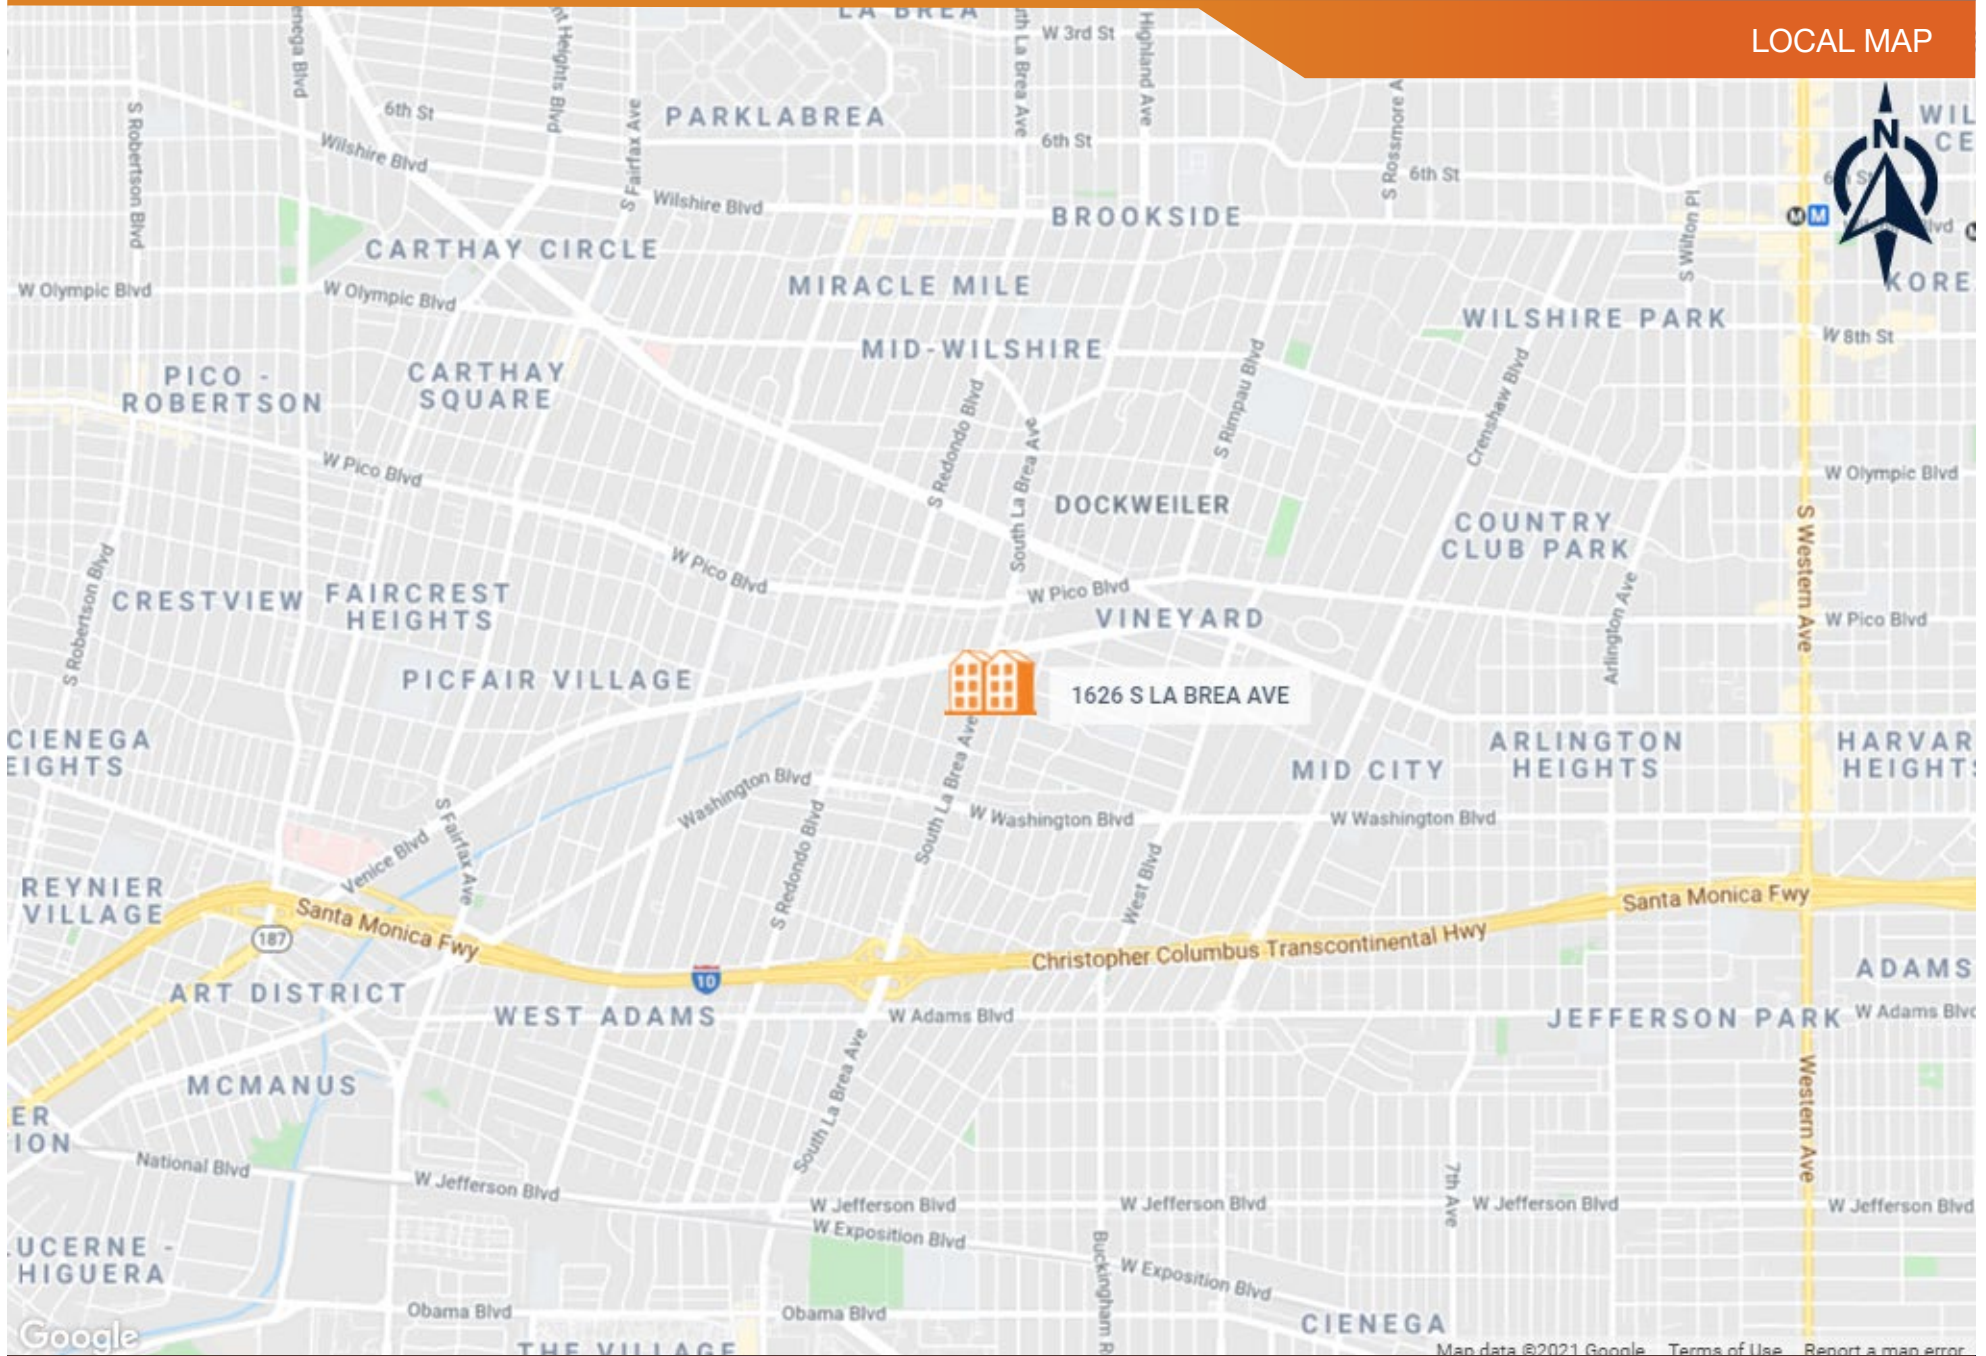 LOCAL MAP
LA BREA
W 3rd St
Highland Ave
S Robertson Blvd
6th St
S Fairfax Ave
PARKLABREA
6th St
6th St
Wilshire Blvd
Wilshire Blvd
BROOKSIDE
N
M
M
CARTHAY CIRCLE
MIRACLE MILE
S Wilton Pl
W Olympic Blvd
W Olympic Blvd
WILSHIRE PARK
W 8th St
MID-WILSHIRE
PICO -
ROBERTSON
CARTHAY
SQUARE
S Redondo Blvd
S Rimpau Blvd
Crenshaw Blvd
W Pico Blvd
W Olympic Blvd
South La Brea Ave
DOCKWEILER
COUNTRY
CLUB PARK
S Western Ave
W Pico Blvd
S Robertson Blvd
CRESTVIEW
FAIRCREST
HEIGHTS
W Pico Blvd
VINEYARD
Arlington Ave
W Pico Blvd
PICFAIR VILLAGE
1626 S LA BREA AVE
CIENEGA
ARLINGTON
HEIGHTS
MID CITY
Washington Blvd
South La Brea Ave
W Washington Blvd
W Washington Blvd
S Fairfax Ave
Venice Blvd
S Redondo Blvd
West Blvd
REYNIER
VILLAGE
Santa Monica Fwy
Santa Monica Fwy
187
Christopher Columbus Transcontinental Hwy
10
ADAMS
ART DISTRICT
WEST ADAMS
W Adams Blvd
JEFFERSON PARK
MCMANUS
South La Brea Ave
Western Ave
National Blvd
W Jefferson Blvd
W Jefferson Blvd
W Jefferson Blvd
7th Ave
W Jefferson Blvd
W Jefferson Blvd
W Exposition Blvd
HIGUERA
W Exposition Blvd
Obama Blvd
Obama Blvd
CIENEGA
Google
THE VILLAGE
Map data ©2021 Google Terms of Use Report a map error